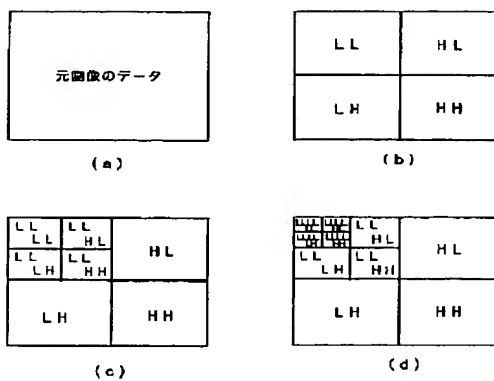 元画像のデータ
(a)
LL HL
LH HH
(b)
LL LL
LL HL
HL
LL LH
LL HH
LH HH
(c)
LL HL
HL
LL LH
LL HH
LH HH
(d)